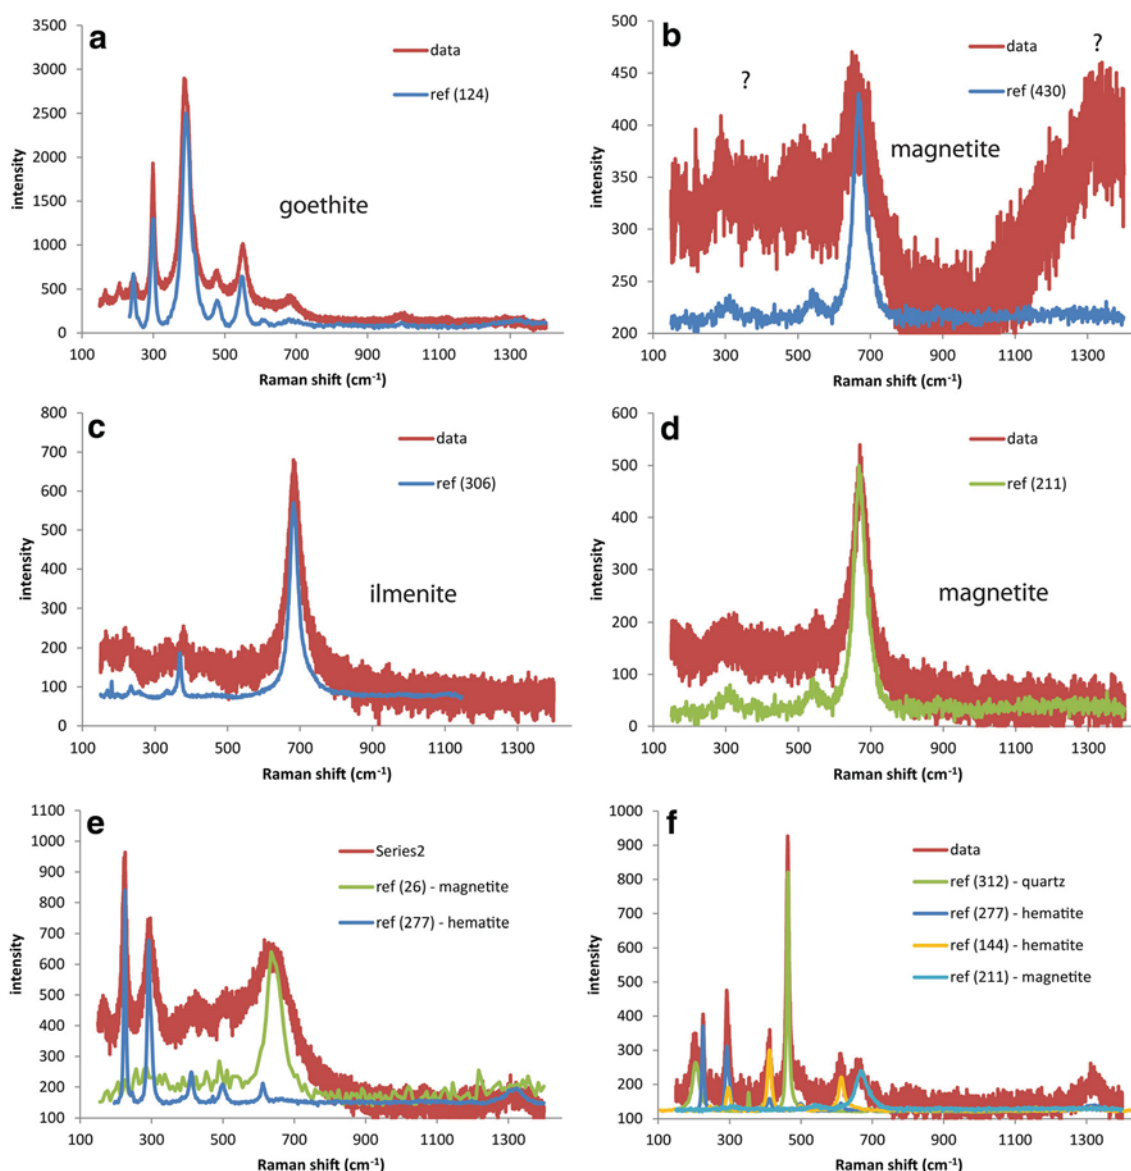 a
3500
3000
2500
2000
1500
1000
500
0
intensity
data
ref (124)
goethite
100 300 500 700 900 1100 1300
Raman shift (cm-1)
b
500
450
400
350
300
250
200
intensity
?
?
data
ref (430)
magnetite
100 300 500 700 900 1100 1300
Raman shift (cm-1)
c
800
700
600
500
400
300
200
100
0
intensity
data
ref (306)
ilmenite
100 300 500 700 900 1100 1300
Raman shift (cm-1)
d
600
500
400
300
200
100
0
intensity
data
ref (211)
magnetite
100 300 500 700 900 1100 1300
Raman shift (cm-1)
e
1100
1000
900
800
700
600
500
400
300
200
100
intensity
Series2
ref (26) - magnetite
ref (277) - hematite
100 300 500 700 900 1100 1300
Raman shift (cm-1)
f
1000
900
800
700
600
500
400
300
200
100
intensity
data
ref (312) - quartz
ref (277) - hematite
ref (144) - hematite
ref (211) - magnetite
100 300 500 700 900 1100 1300
Raman shift (cm-1)